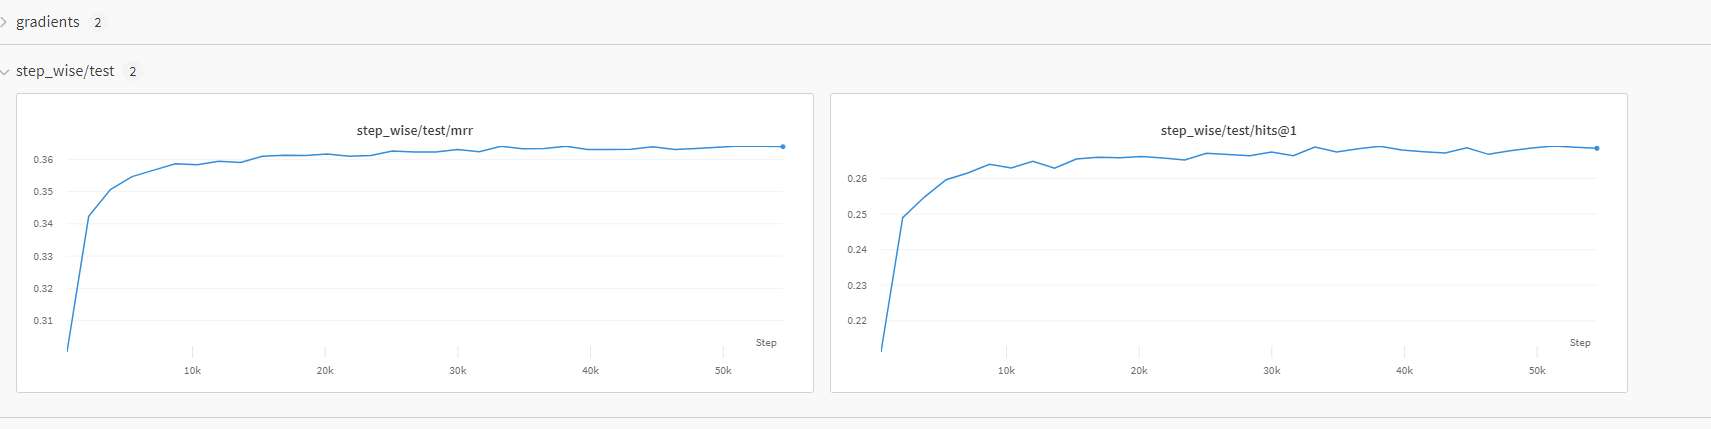 gradients 2
step_wise/test 2
step_wise/test/mrr
0.36
0.35
0.34
0.33
0.32
0.31
Step
10k 20k 30k 40k 50k
step_wise/test/hits@1
0.26
0.25
0.24
0.23
0.22
Step
10k 20k 30k 40k 50k